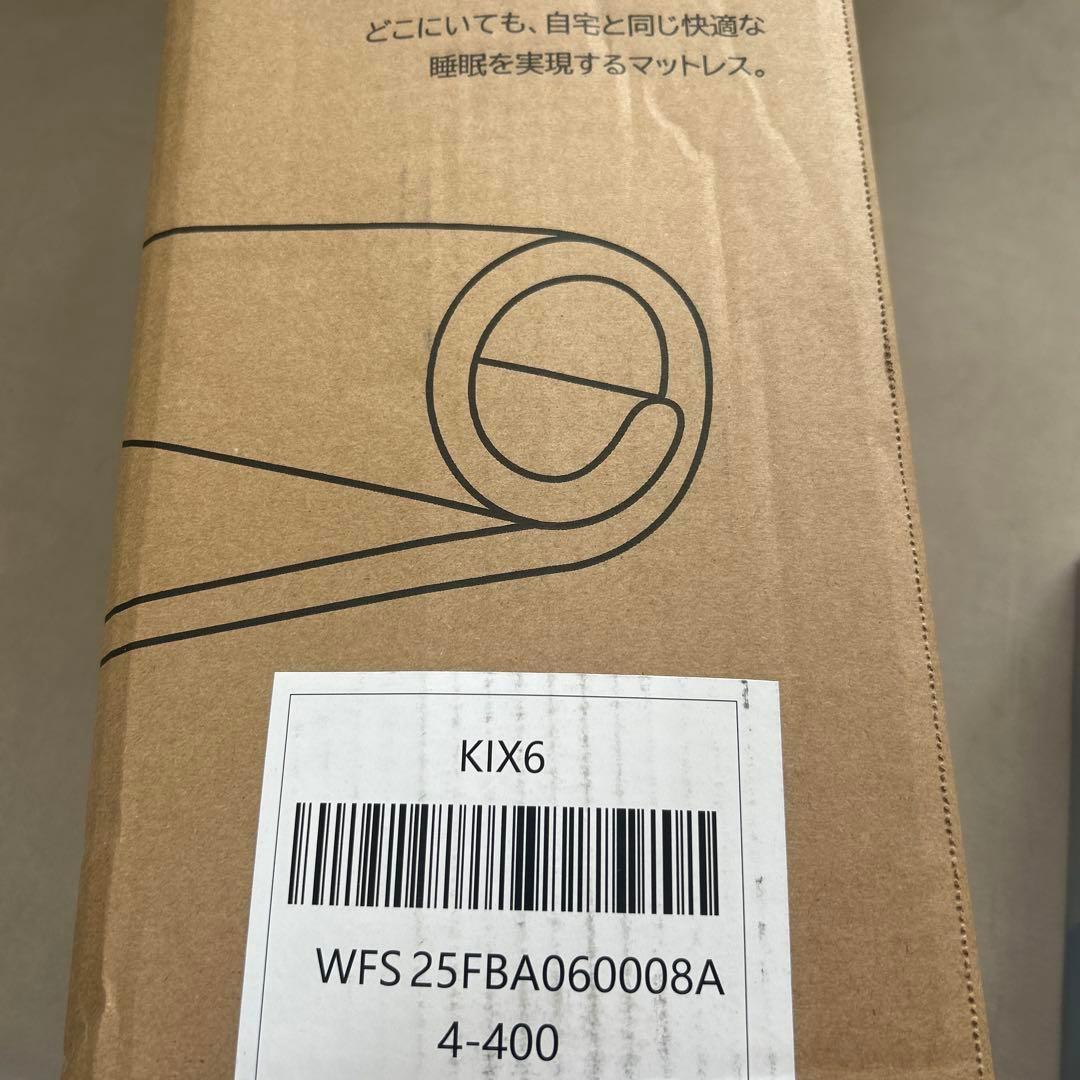 どこにいても、自宅と同じ快適な
睡眠を実現するマットレス。
KIX6
WFS 25FBA060008A
4-400